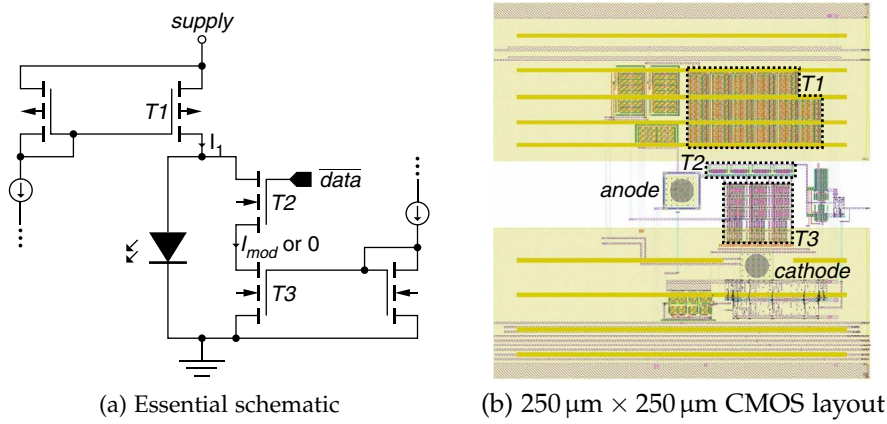 supply
T1
I1
data
T2
Imod or 0
T3
(a) Essential schematic
T1
T2
anode
T3
cathode
(b) 250 µm × 250 µm CMOS layout